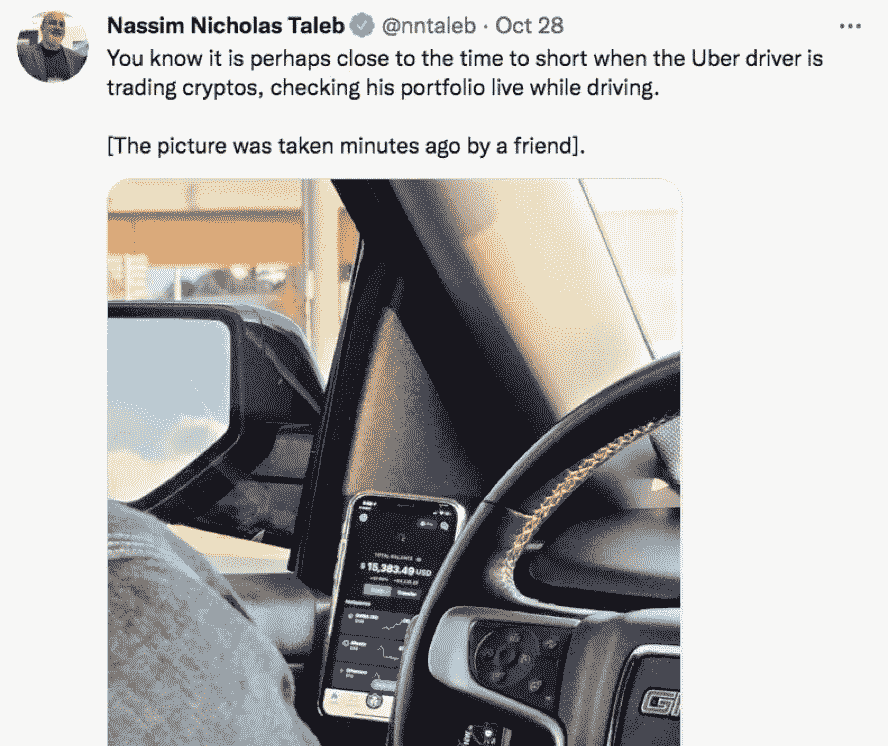 Nassim Nicholas Taleb @nntaleb · Oct 28
You know it is perhaps close to the time to short when the Uber driver is
trading cryptos, checking his portfolio live while driving.
[The picture was taken minutes ago by a friend].
TOTAL BALANCE
$15,383.49 USD
Transfer